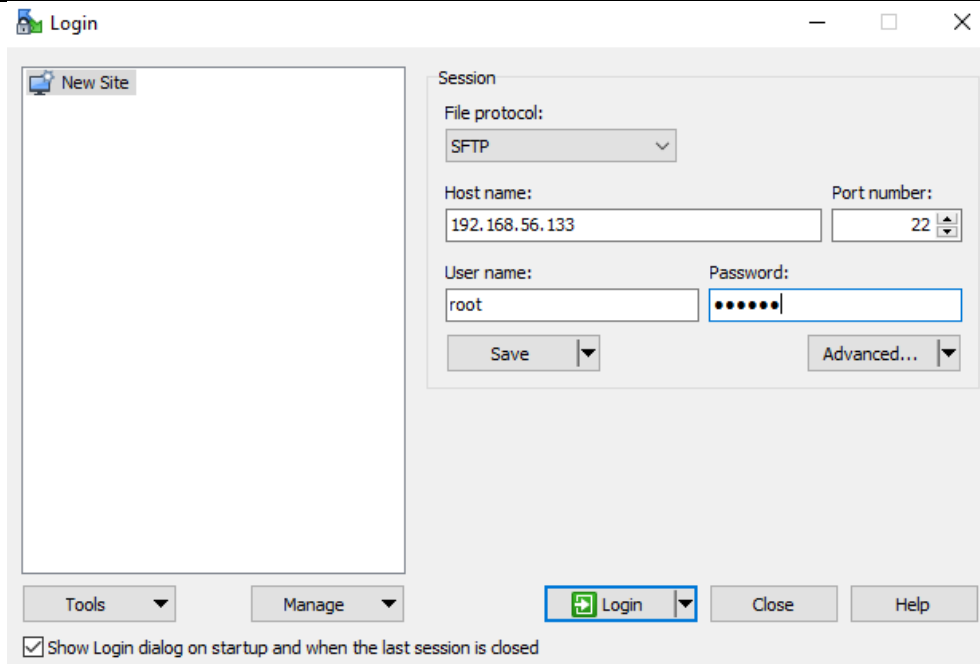 Login
New Site
Session
File protocol:
SFTP
Host name: Port number:
192.168.56.133 22
User name: Password:
root ••••••
Save Advanced...
Tools Manage Login Close Help
Show Login dialog on startup and when the last session is closed